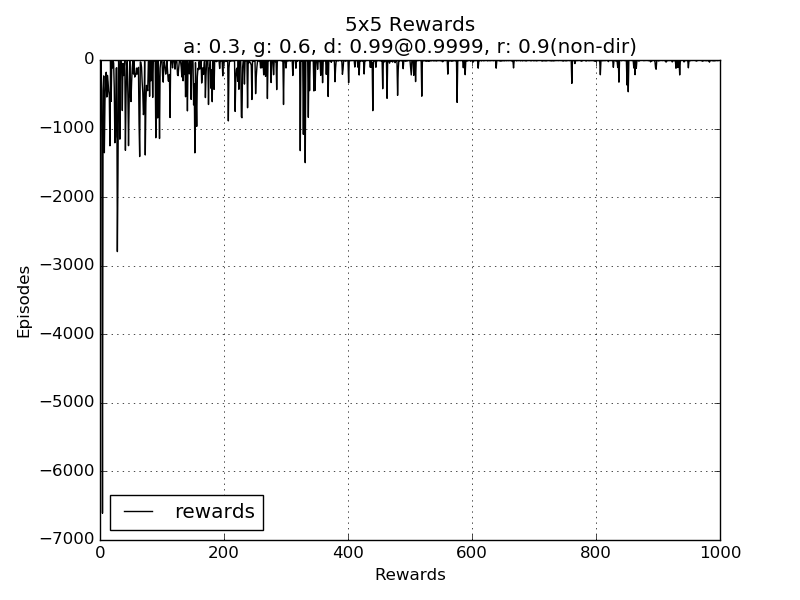 5x5 Rewards
a: 0.3, g: 0.6, d: 0.99@0.9999, r: 0.9(non-dir)
0
−1000
−2000
−3000
−4000
−5000
−6000
−7000
Episodes
rewards
0 200 400 600 800 1000
Rewards